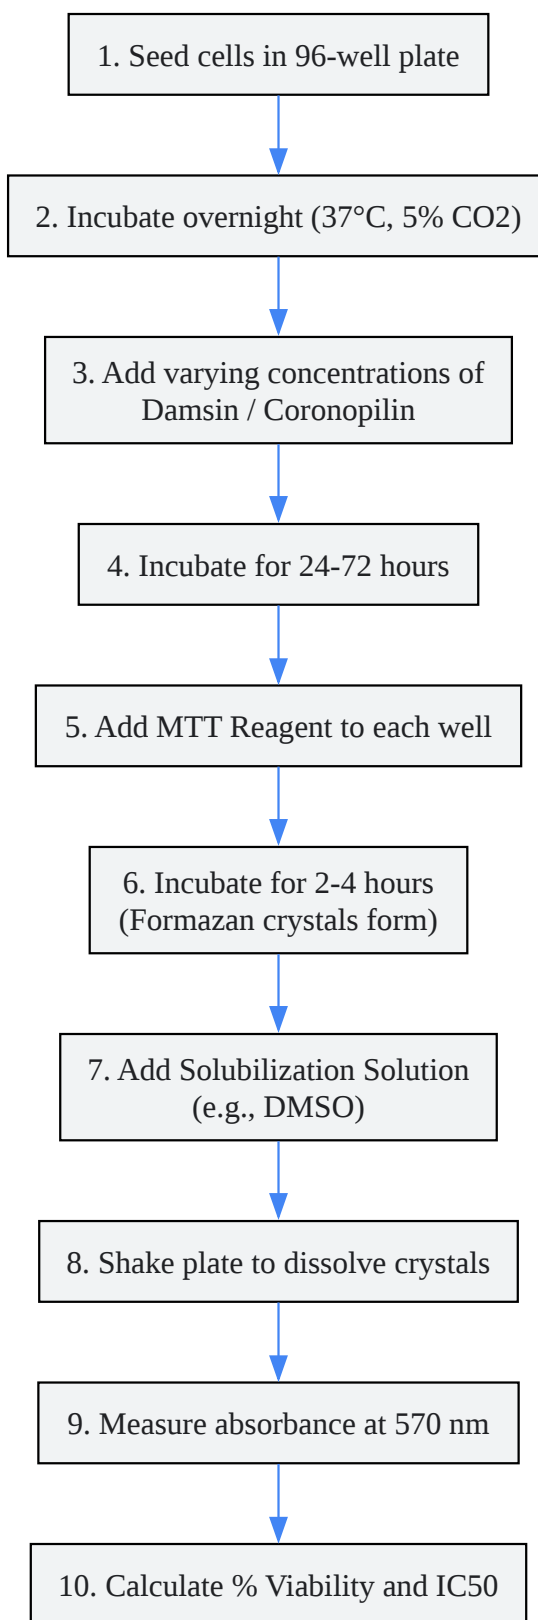 1. Seed cells in 96-well plate
2. Incubate overnight (37°C, 5% CO2)
3. Add varying concentrations of
Damsin / Coronopilin
4. Incubate for 24-72 hours
5. Add MTT Reagent to each well
6. Incubate for 2-4 hours
(Formazan crystals form)
7. Add Solubilization Solution
(e.g., DMSO)
8. Shake plate to dissolve crystals
9. Measure absorbance at 570 nm
10. Calculate % Viability and IC50